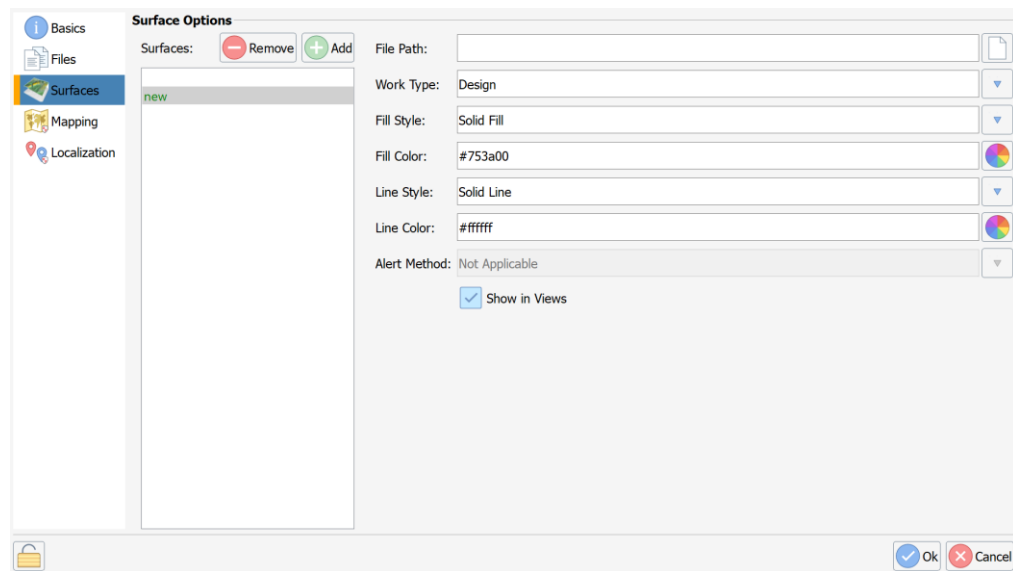 Basics
Files
Surfaces
Mapping
Localization
Surface Options
Surfaces:
Remove
Add
new
File Path:
Work Type: Design
Fill Style: Solid Fill
Fill Color: #753a00
Line Style: Solid Line
Line Color: #ffffff
Alert Method: Not Applicable
Show in Views
Ok
Cancel